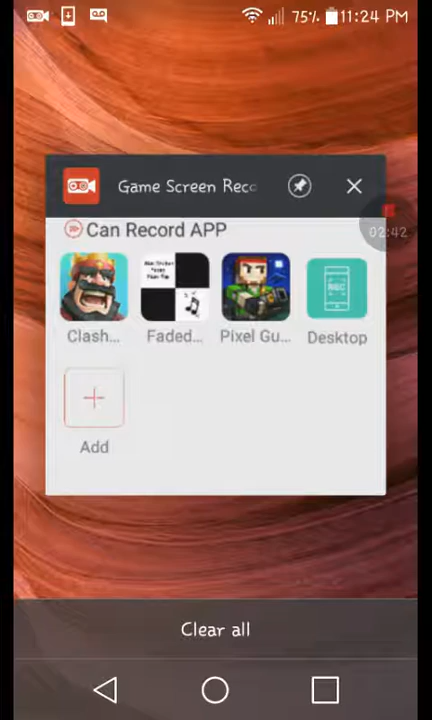 75% 11:24 PM
Game Screen Reco
Can Record APP
02:42
Clash... Faded... Pixel Gu... Desktop
REC
Add
Clear all